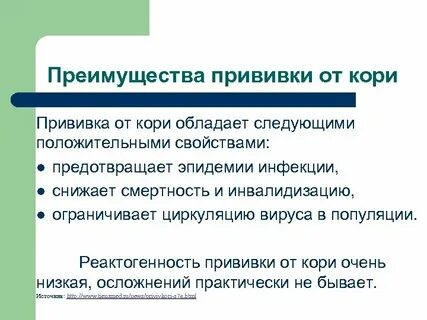 Преимущества прививки от кори
Прививка от кори обладает следующими
положительными свойствами:
предотвращает эпидемии инфекции,
снижает смертность и инвалидизацию,
ограничивает циркуляцию вируса в популяции.
Реактогенность прививки от кори очень
низкая, осложнений практически не бывает.
Источник: